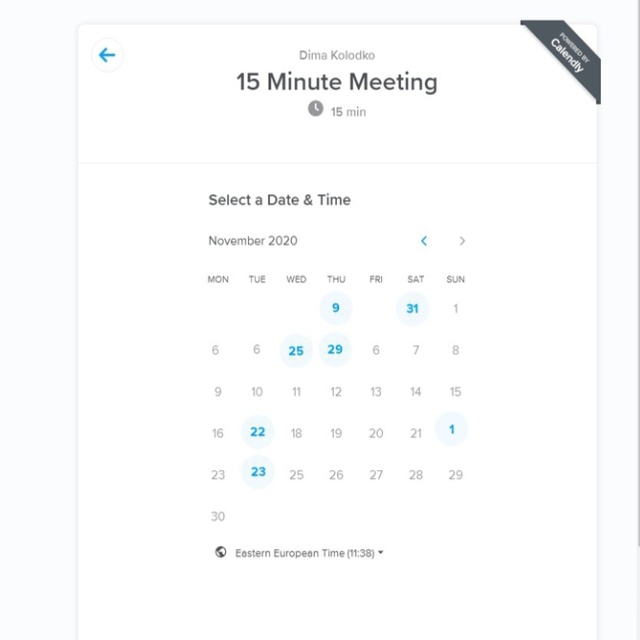 POWERED BY
Calendly
Dima Kolodko
15 Minute Meeting
15 min
Select a Date & Time
November 2020
MON TUE WED THU FRI SAT SUN
9 31 1
6 6 25 29 6 7 8
9 10 11 12 13 14 15
16 22 18 19 20 21 1
23 23 25 26 27 28 29
30
Eastern European Time (11:38)